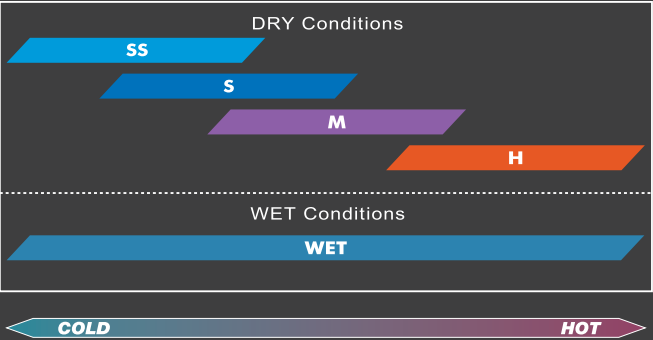 DRY Conditions
SS
S
M
H
WET Conditions
WET
COLD HOT